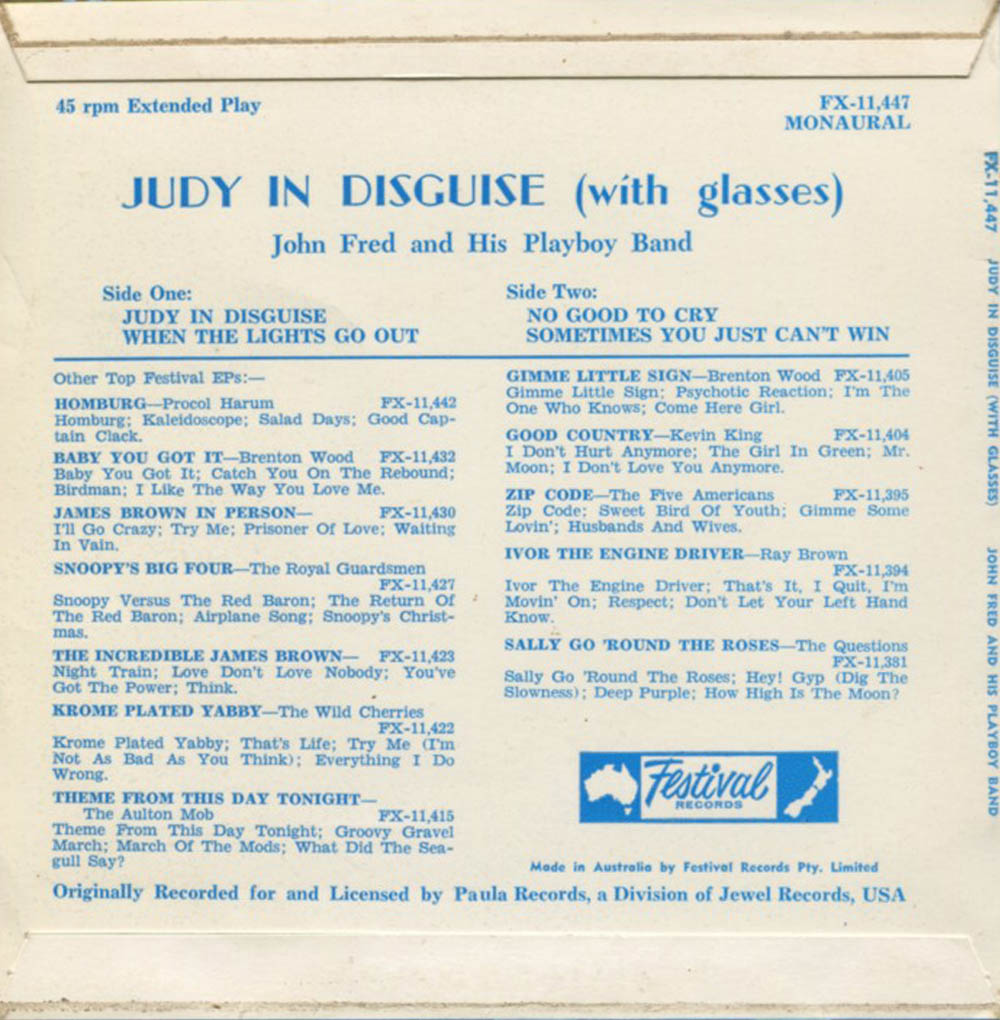 45 rpm Extended Play
FX-11,447
MONAURAL
JUDY IN DISGUISE (with glasses)
John Fred and His Playboy Band
Side One:
JUDY IN DISGUISE
WHEN THE LIGHTS GO OUT
Side Two:
NO GOOD TO CRY
SOMETIMES YOU JUST CAN'T WIN
Other Top Festival EPs:—
HOMBURG—Procol Harum FX-11,442
Homburg; Kaleidoscope; Salad Days; Good Cap-
tain Clack.
BABY YOU GOT IT—Brenton Wood FX-11,432
Baby You Got It; Catch You On The Rebound;
Birdman; I Like The Way You Love Me.
JAMES BROWN IN PERSON— FX-11,430
I'll Go Crazy; Try Me; Prisoner Of Love; Waiting
In Vain.
SNOOPY'S BIG FOUR—The Royal Guardsmen
FX-11,427
Snoopy Versus The Red Baron; The Return Of
The Red Baron; Airplane Song; Snoopy's Christ-
mas.
THE INCREDIBLE JAMES BROWN— FX-11,423
Night Train; Love Don't Love Nobody; You've
Got The Power; Think.
KROME PLATED YABBY—The Wild Cherries
FX-11,422
Krome Plated Yabby; That's Life; Try Me (I'm
Not As Bad As You Think); Everything I Do
Wrong.
THEME FROM THIS DAY TONIGHT—
The Aulton Mob FX-11,415
Theme From This Day Tonight; Groovy Gravel
March; March Of The Mods; What Did The Sea-
gull Say?
GIMME LITTLE SIGN—Brenton Wood FX-11,405
Gimme Little Sign; Psychotic Reaction; I'm The
One Who Knows; Come Here Girl.
GOOD COUNTRY—Kevin King FX-11,404
I Don't Hurt Anymore; The Girl In Green; Mr.
Moon; I Don't Love You Anymore.
ZIP CODE—The Five Americans FX-11,395
Zip Code; Sweet Bird Of Youth; Gimme Some
Lovin'; Husbands And Wives.
IVOR THE ENGINE DRIVER—Ray Brown
FX-11,394
Ivor The Engine Driver; That's It, I Quit, I'm
Movin' On; Respect; Don't Let Your Left Hand
Know.
SALLY GO 'ROUND THE ROSES—The Questions
FX-11,381
Sally Go 'Round The Roses; Hey! Gyp (Dig The
Slowness); Deep Purple; How High Is The Moon?
Festival
RECORDS
Made in Australia by Festival Records Pty. Limited
Originally Recorded for and Licensed by Paula Records, a Division of Jewel Records, USA
FX-11,447 JUDY IN DISGUISE (WITH GLASSES) JOHN FRED AND HIS PLAYBOY BAND